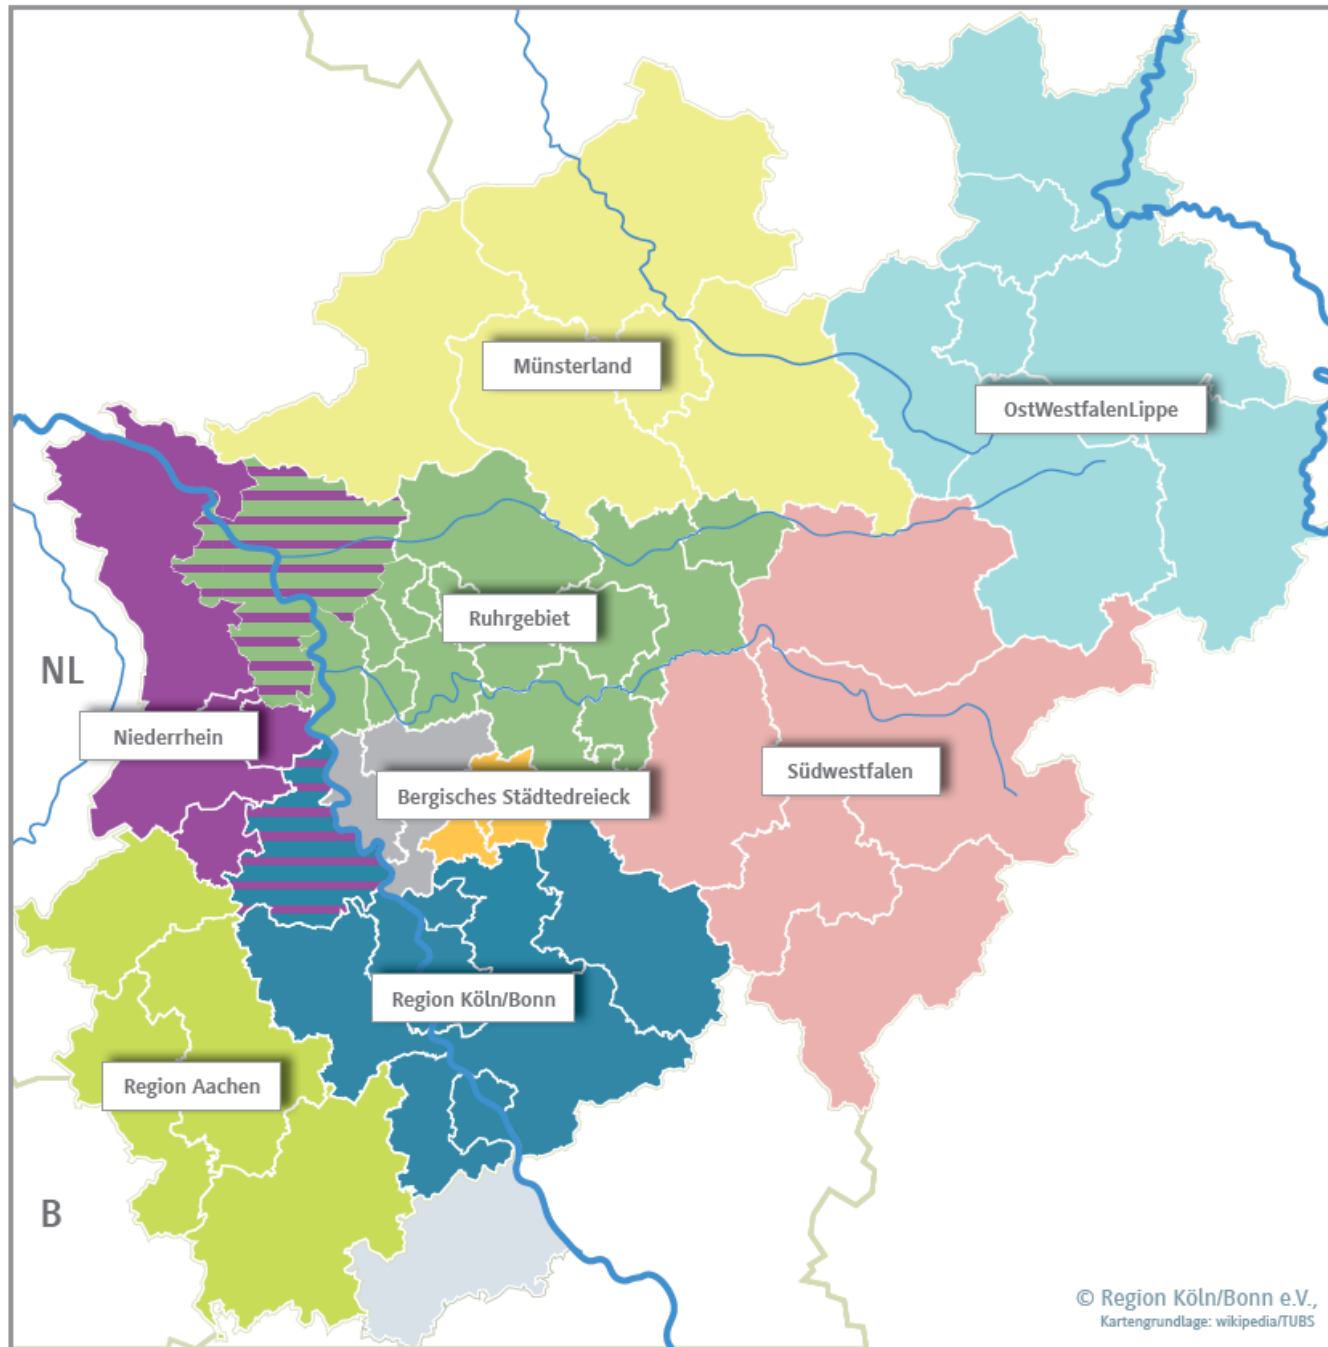 Münsterland
OstWestfalenLippe
Ruhrgebiet
NL
Niederrhein
Südwestfalen
Bergisches Städtedreieck
Region Köln/Bonn
Region Aachen
B
© Region Köln/Bonn e.V.,
Kartengrundlage: wikipedia/TUBS